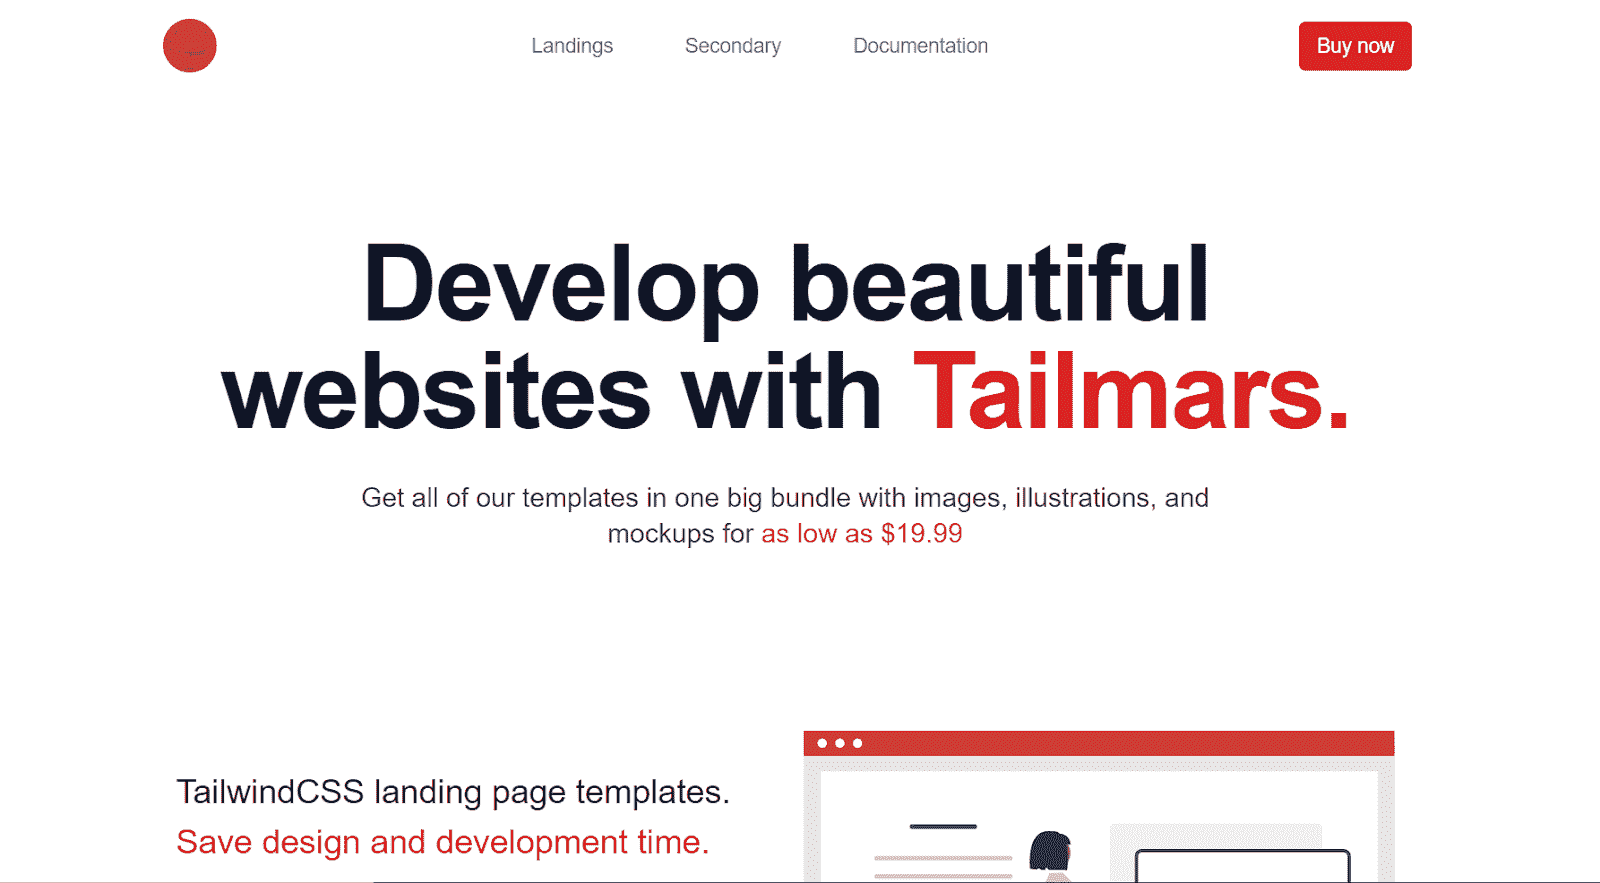 Landings Secondary Documentation Buy now
Develop beautiful
websites with Tailmars.
Get all of our templates in one big bundle with images, illustrations, and
mockups for as low as $19.99
TailwindCSS landing page templates.
Save design and development time.